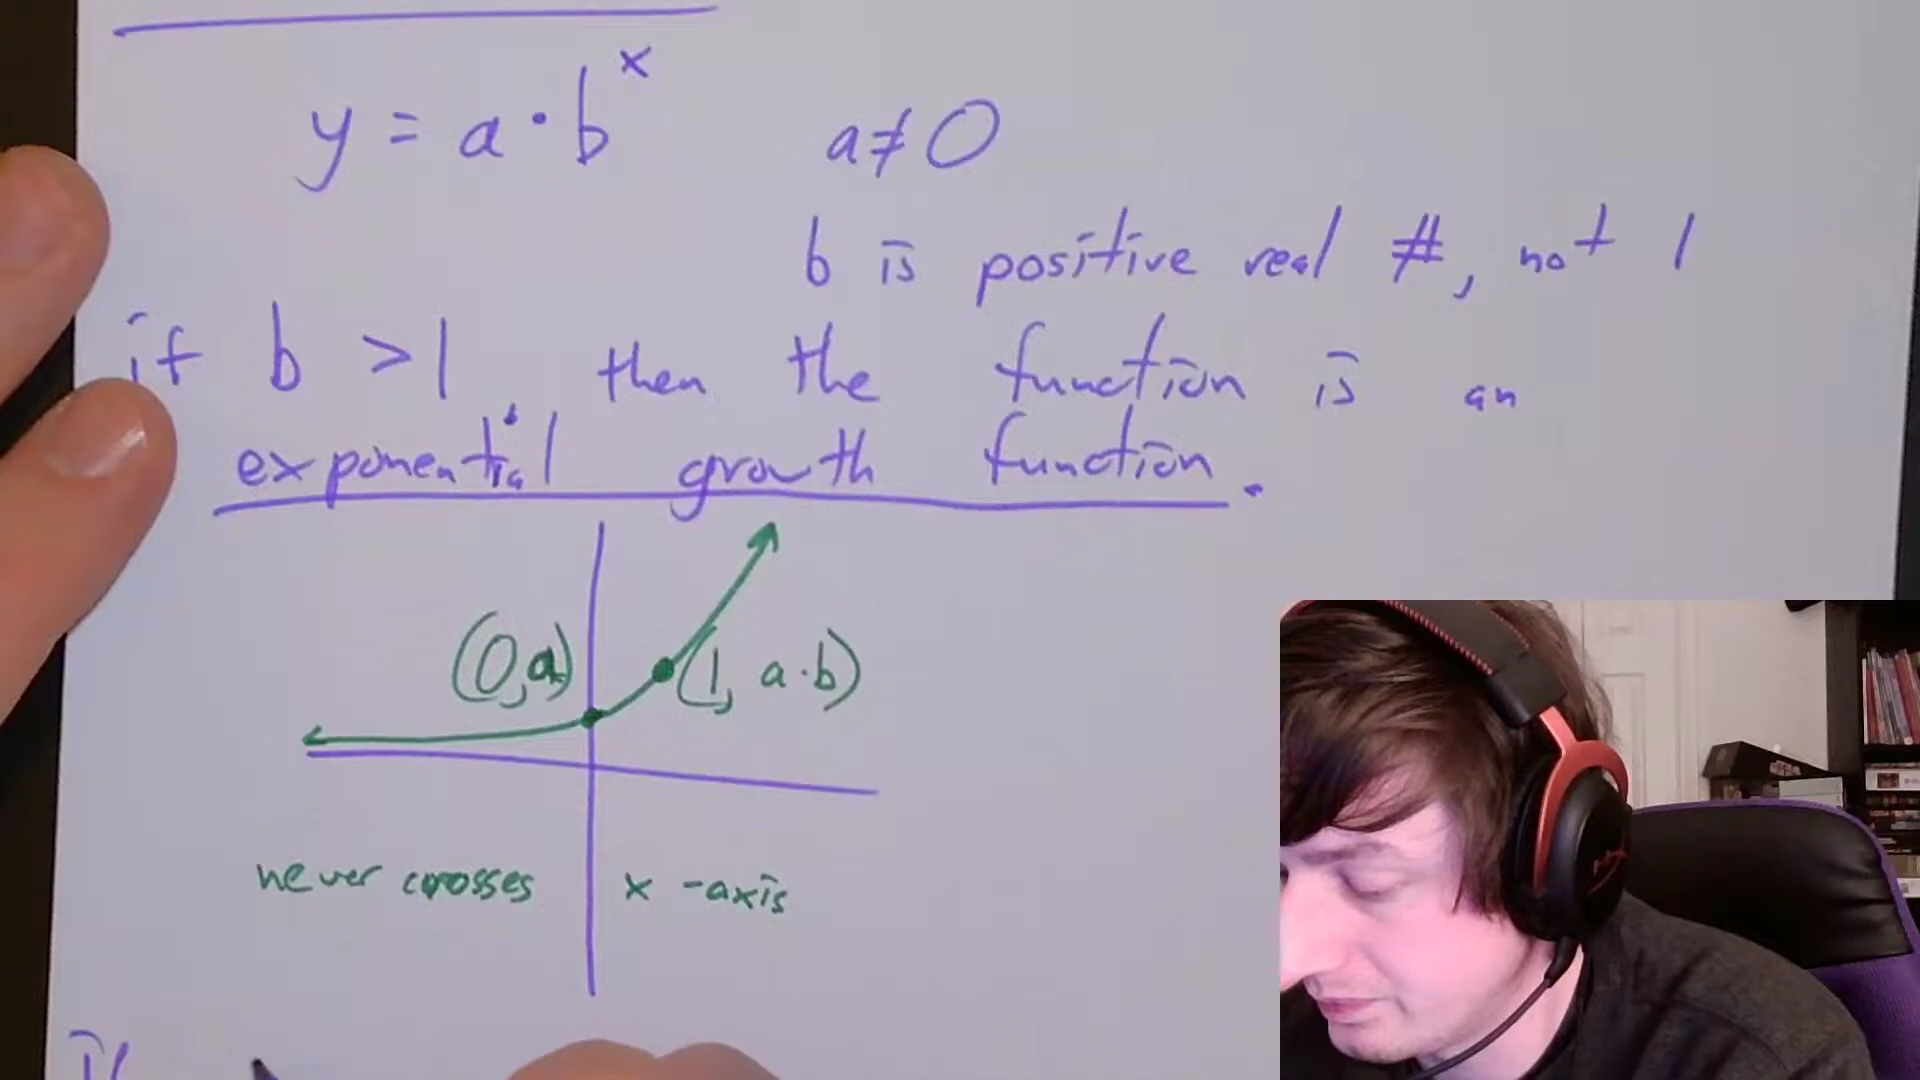 y = a · b^x a ≠ 0
b is positive real #, not 1
if b > 1 then the function is an
exponential growth function.
(0, a) (1, a · b)
never crosses x - axis
If